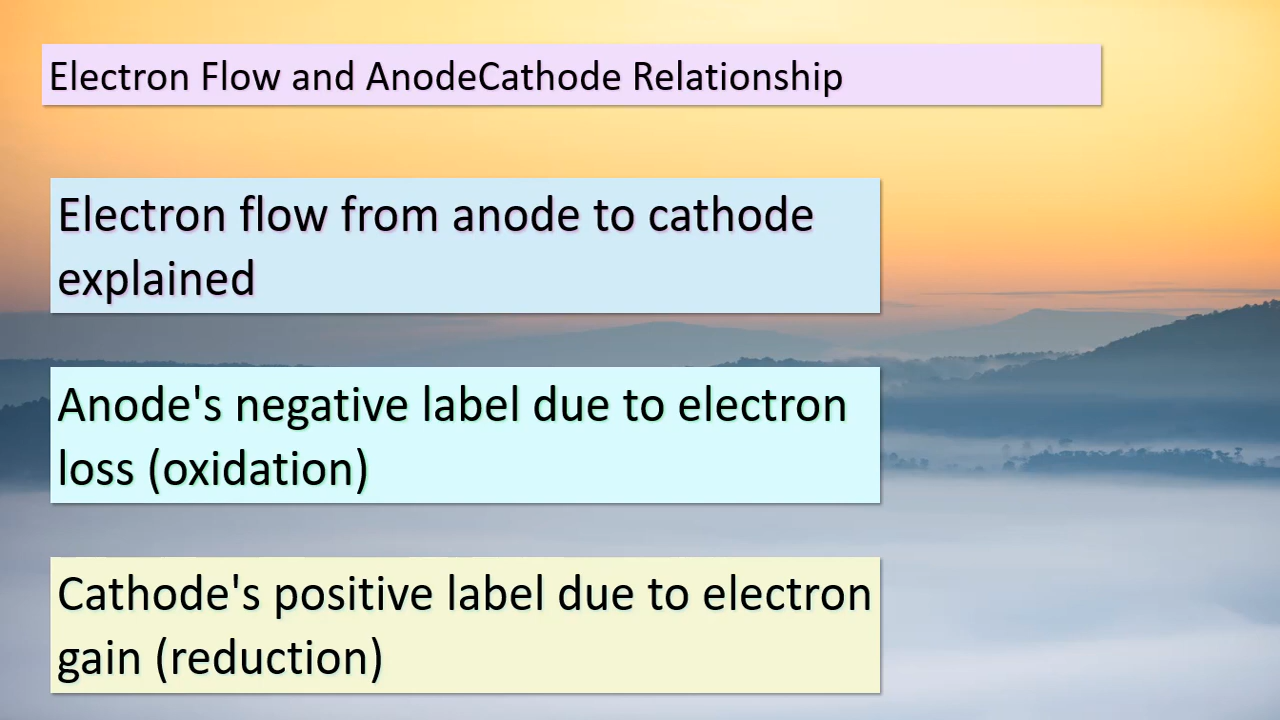 Electron Flow and AnodeCathode Relationship
Electron flow from anode to cathode
explained
Anode's negative label due to electron
loss (oxidation)
Cathode's positive label due to electron
gain (reduction)